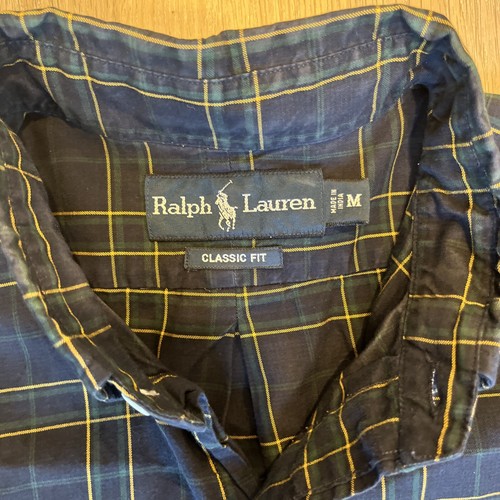 Ralph Lauren
MADE IN
INDIA
M
CLASSIC FIT